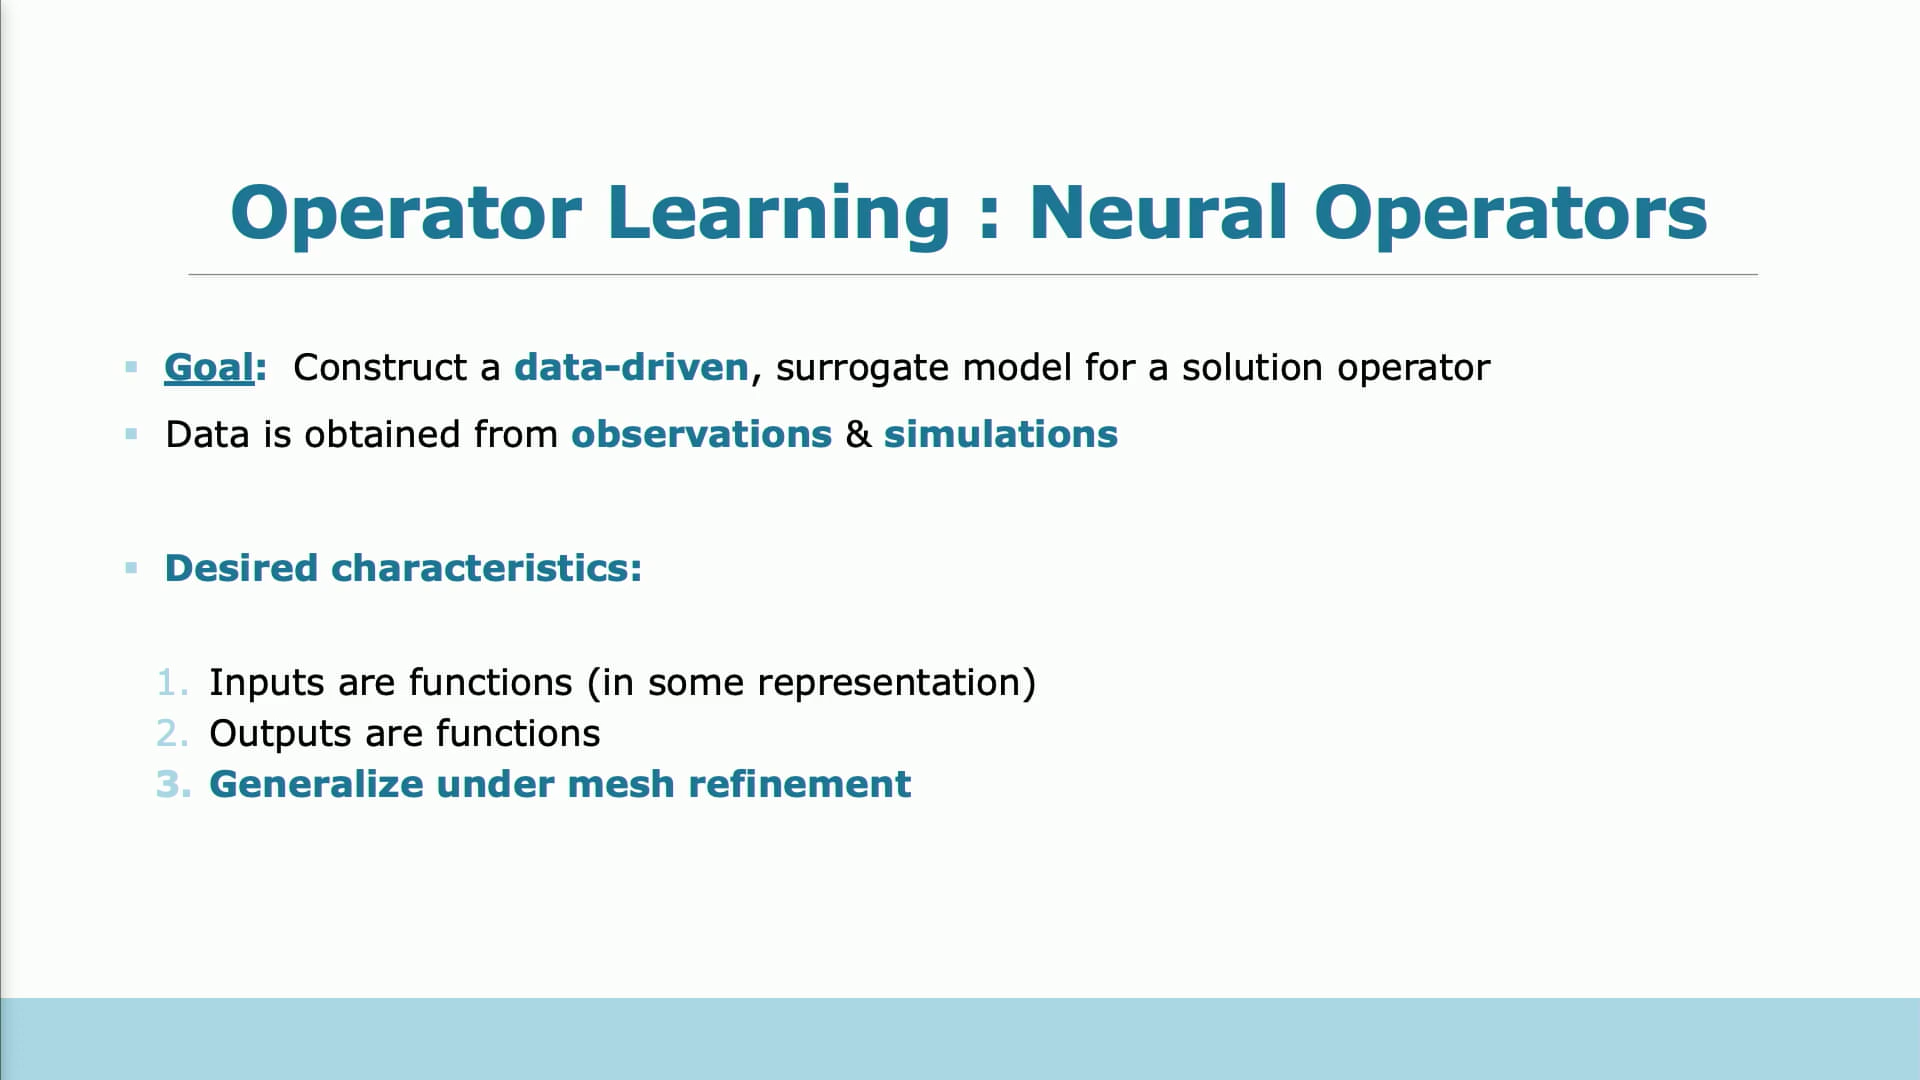 Operator Learning : Neural Operators
▪ Goal: Construct a data-driven, surrogate model for a solution operator
▪ Data is obtained from observations & simulations
▪ Desired characteristics:
1. Inputs are functions (in some representation)
2. Outputs are functions
3. Generalize under mesh refinement